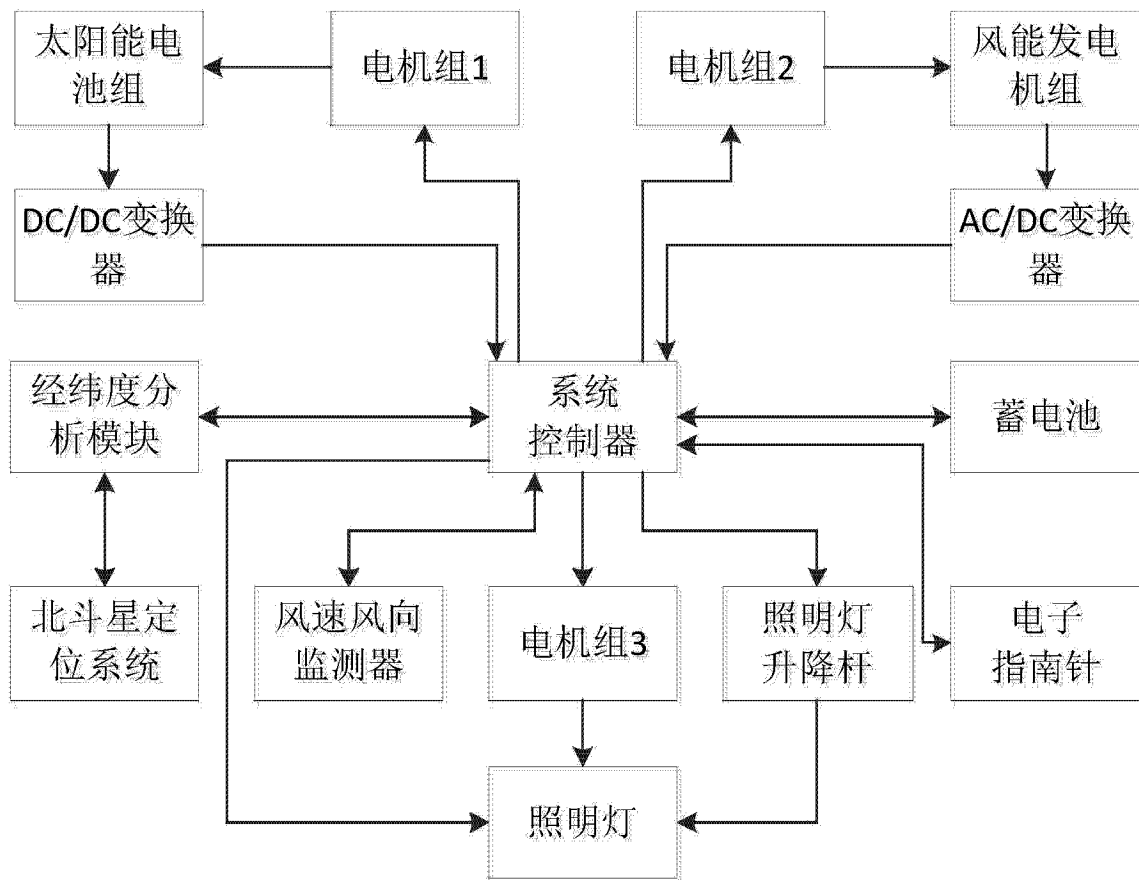 太阳能电
池组
电机组1
电机组2
风能发电
机组
DC/DC变换
器
AC/DC变换
器
经纬度分
析模块
系统
控制器
蓄电池
北斗星定
位系统
风速风向
监测器
电机组3
照明灯
升降杆
电子
指南针
照明灯